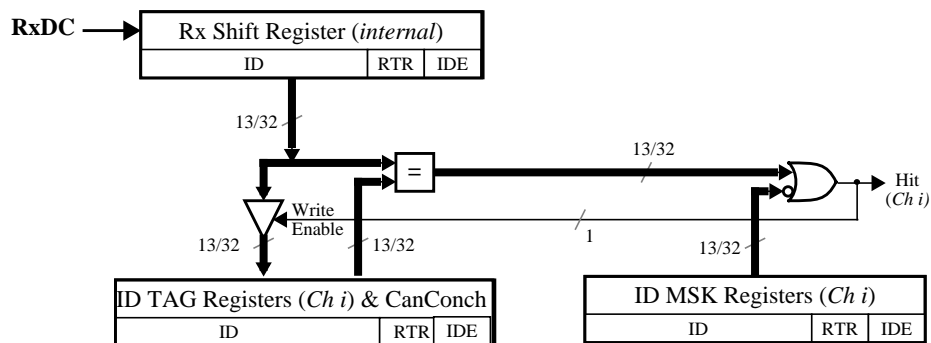 RxDC
Rx Shift Register (internal)
ID RTR IDE
13/32
=
13/32
Hit
(Ch i)
Write
Enable
13/32
13/32
1
13/32
ID TAG Registers (Ch i) & CanConch
ID RTR IDE
ID MSK Registers (Ch i)
ID RTR IDE